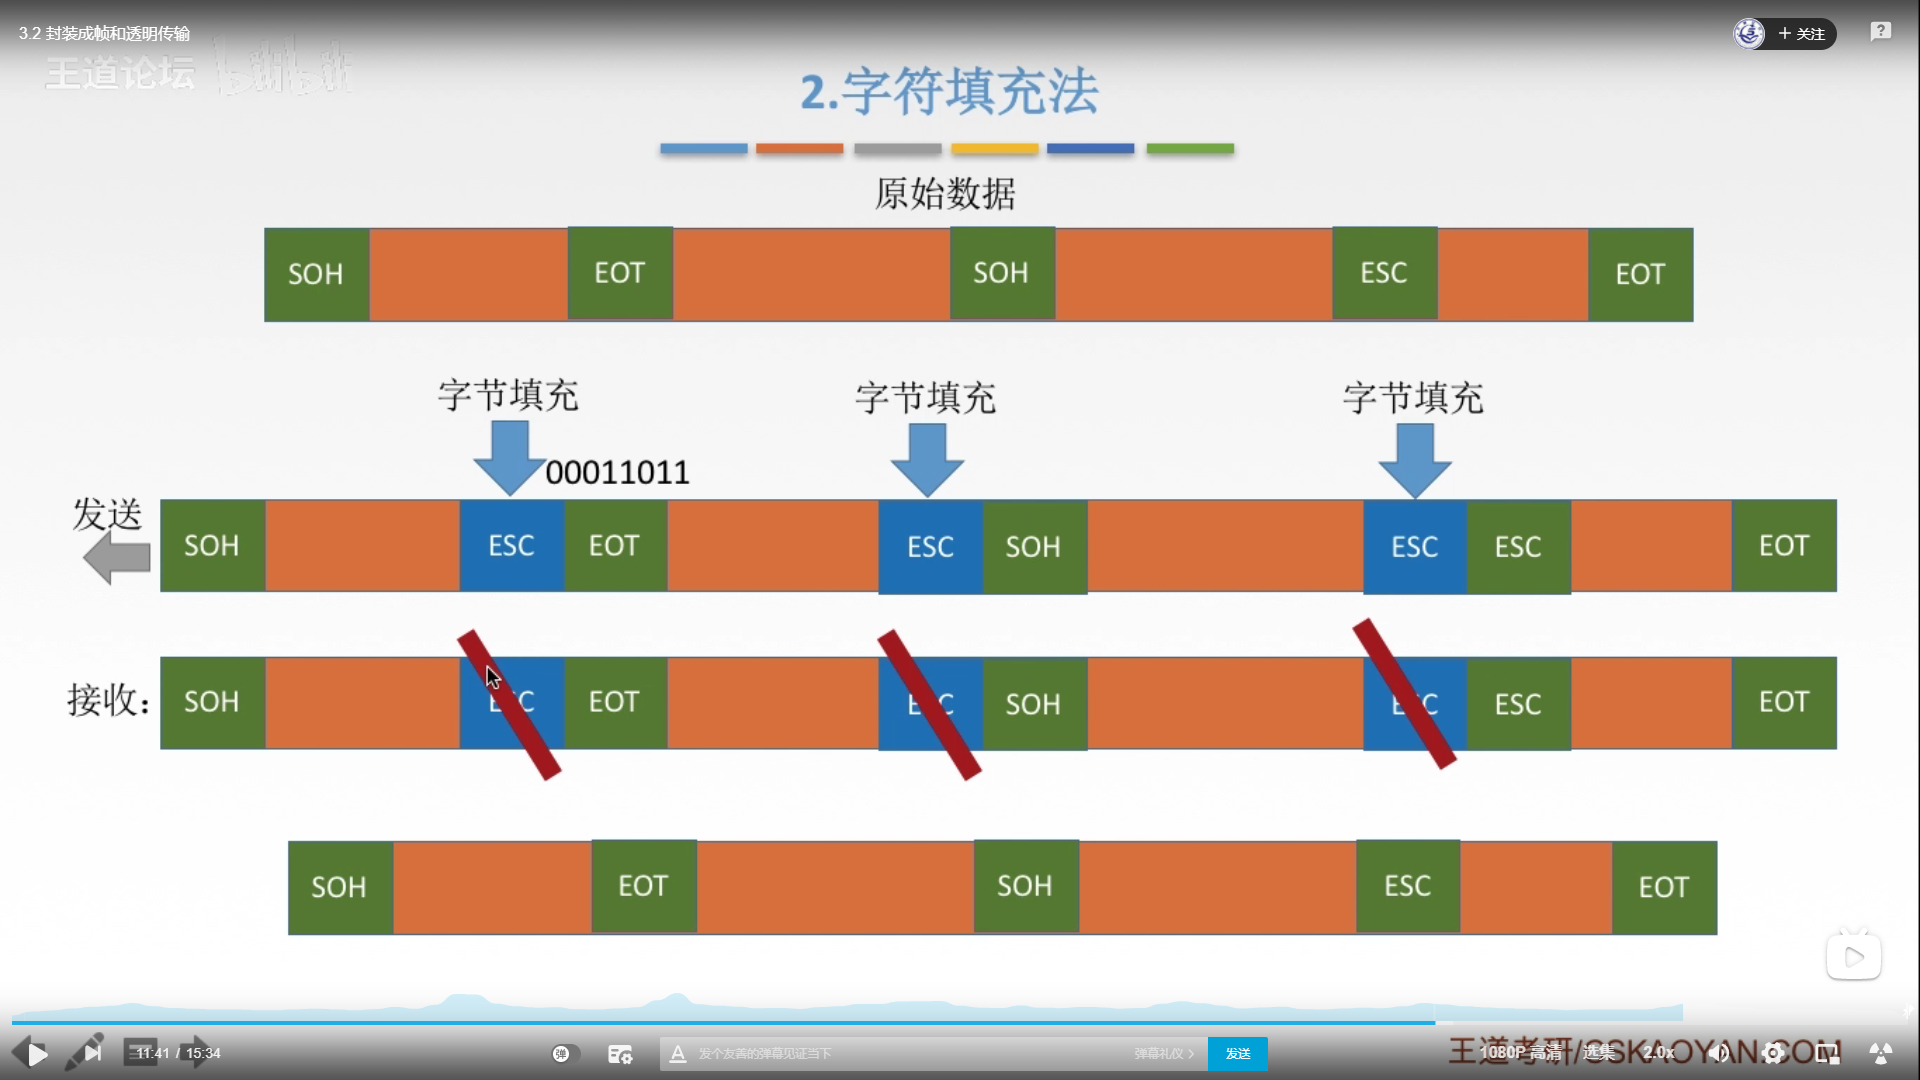 3.2 封装成帧和透明传输
关注
王道论坛 bilibili
2.字符填充法
原始数据
SOH EOT SOH ESC EOT
字节填充 字节填充 字节填充
00011011
发送
SOH ESC EOT ESC SOH ESC ESC EOT
接收：
SOH ESC EOT ESC SOH ESC ESC EOT
SOH EOT SOH ESC EOT
11:41 / 15:34
弹
发个友善的弹幕见证当下
弹幕礼仪
发送
王道考研/CSKAOYAN.COM
1080P 高清 选集 2.0x